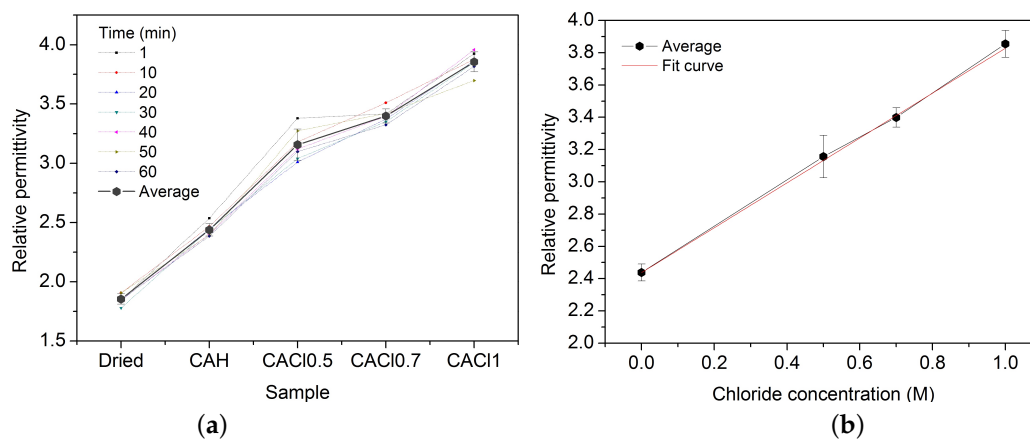 Time (min)
1
10
20
30
40
50
60
Average
4.0
3.5
3.0
2.5
2.0
1.5
Relative permittivity
Dried CAH CACl0.5 CACl0.7 CACl1
Sample
(a)
Average
Fit curve
4.0
3.8
3.6
3.4
3.2
3.0
2.8
2.6
2.4
2.2
2.0
Relative permittivity
0.0 0.2 0.4 0.6 0.8 1.0
Chloride concentration (M)
(b)